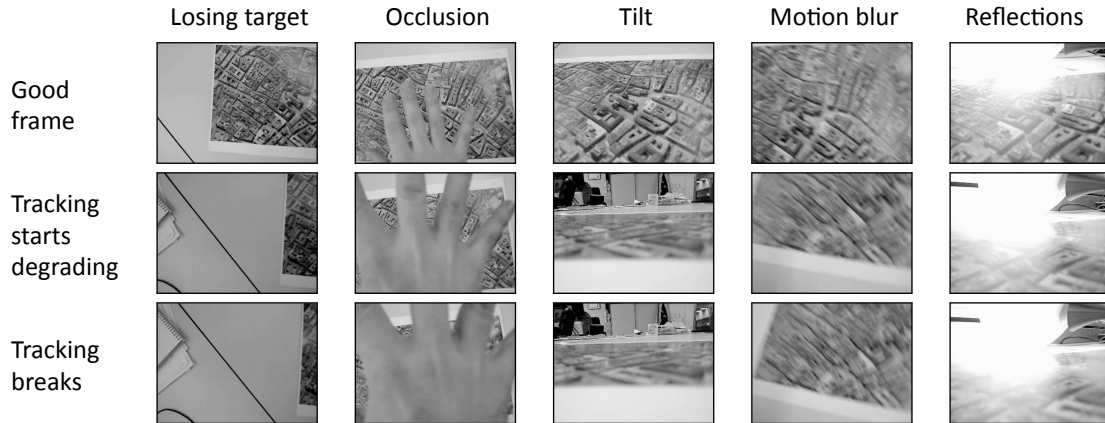 Losing target
Occlusion
Tilt
Motion blur
Reflections
Good
frame
Tracking
starts
degrading
Tracking
breaks